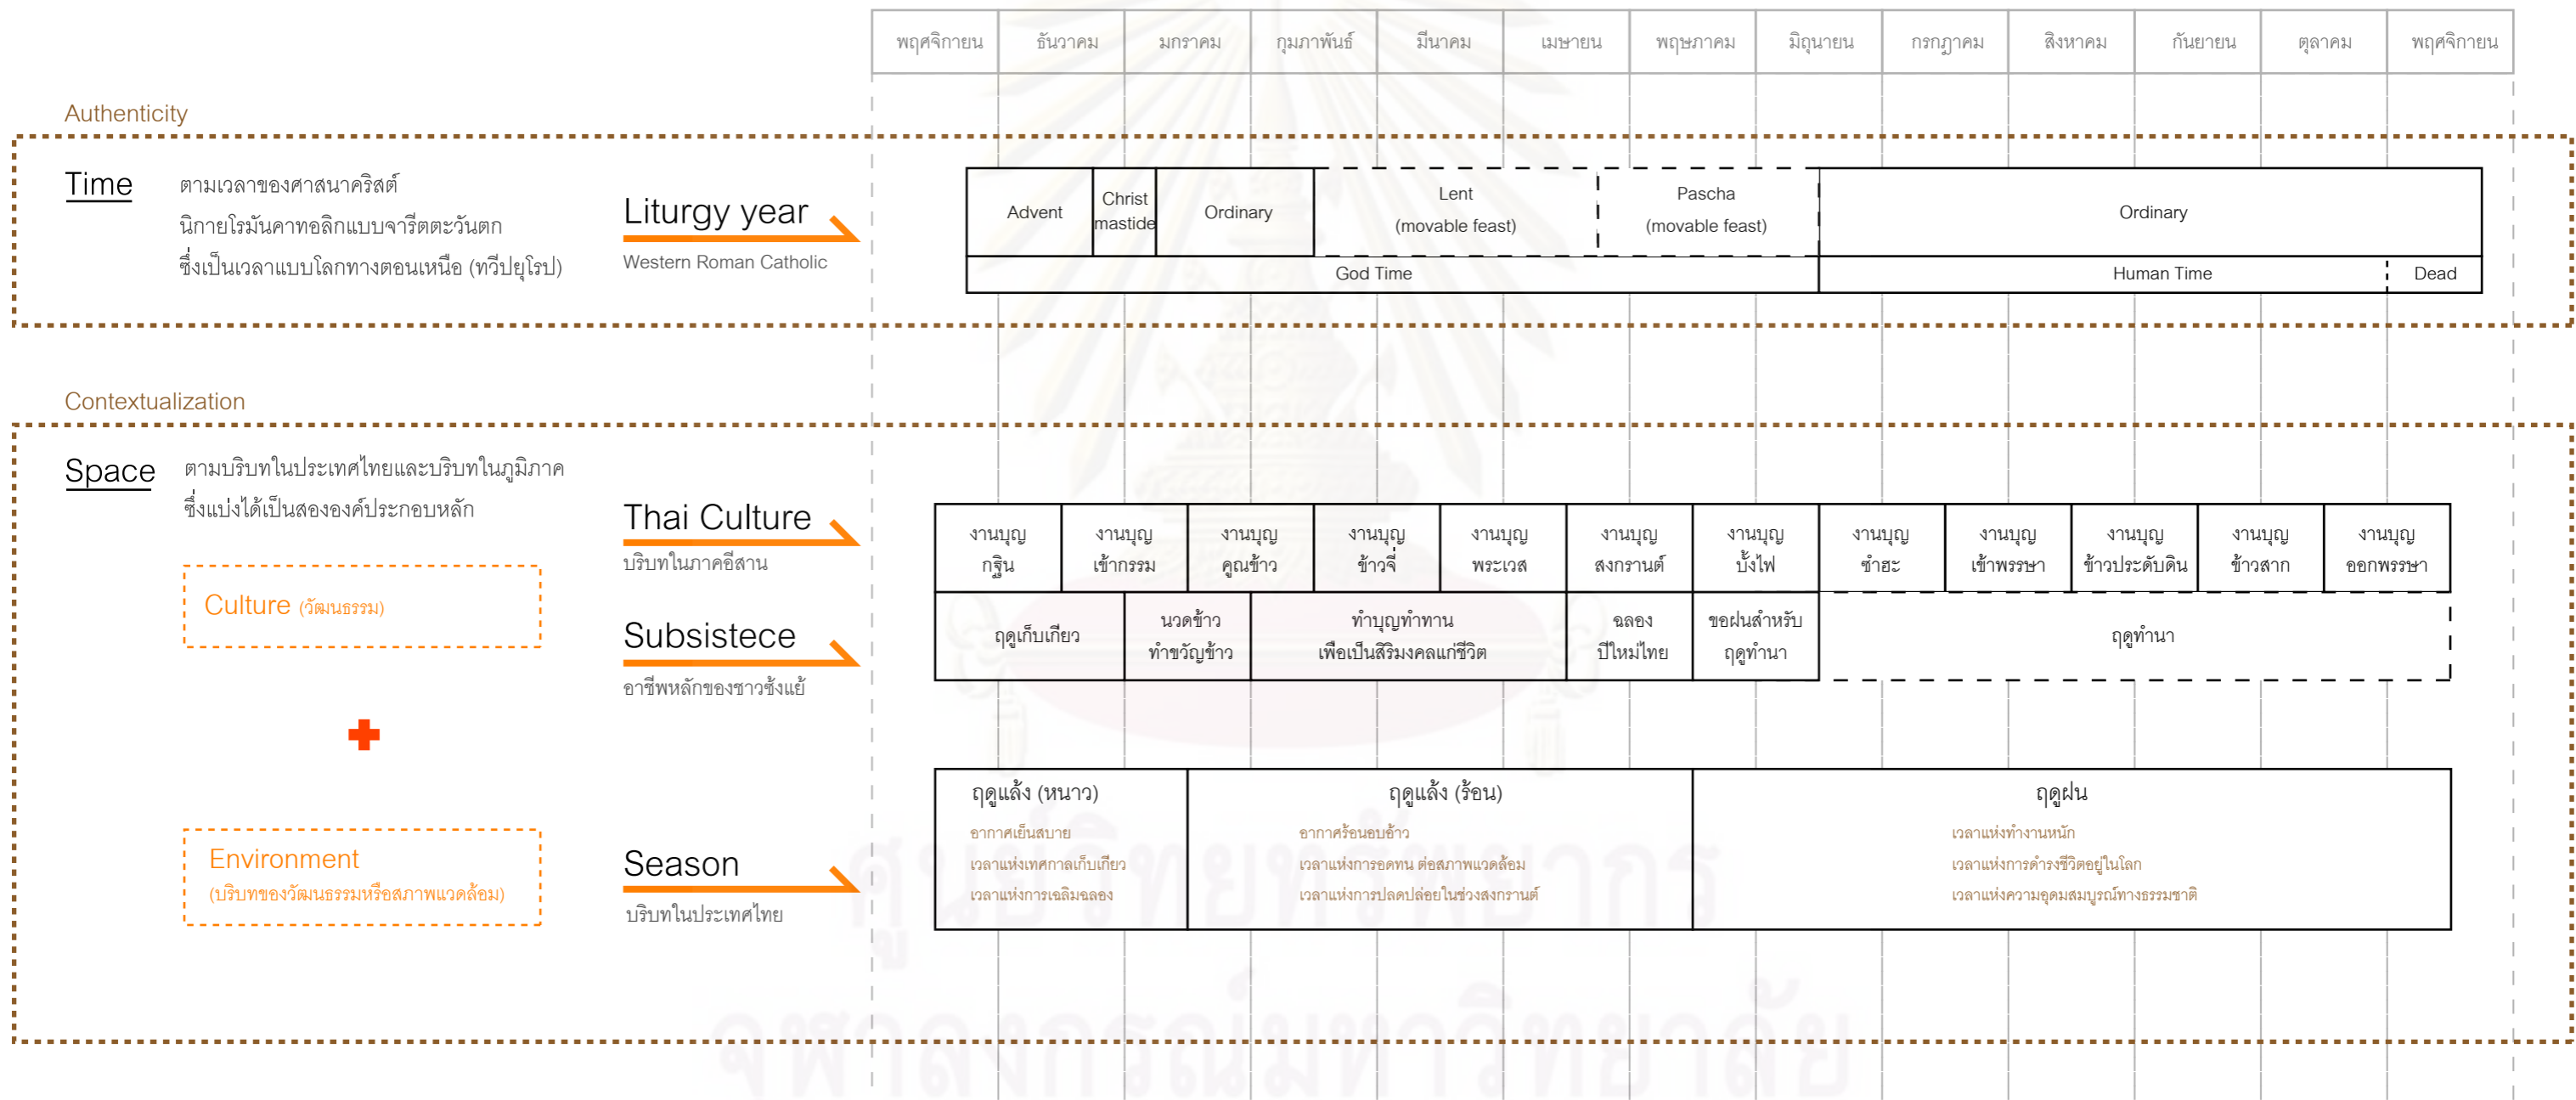 พฤศจิกายน ธันวาคม มกราคม กุมภาพันธ์ มีนาคม เมษายน พฤษภาคม มิถุนายน กรกฎาคม สิงหาคม กันยายน ตุลาคม พฤศจิกายน
Authenticity
Time
ตามเวลาของศาสนาคริสต์
นิกายโรมันคาทอลิกแบบจารีตตะวันตก
ซึ่งเป็นเวลาแบบโลกทางตอนเหนือ (ทวีปยุโรป)
Liturgy year
Western Roman Catholic
Advent
Christ
mastide
Ordinary
Lent
(movable feast)
Pascha
(movable feast)
Ordinary
God Time
Human Time
Dead
Contextualization
Space
ตามบริบทในประเทศไทยและบริบทในภูมิภาค
ซึ่งแบ่งได้เป็นสององค์ประกอบหลัก
Culture (วัฒนธรรม)
Environment
(บริบทของวัฒนธรรมหรือสภาพแวดล้อม)
Thai Culture
บริบทในภาคอีสาน
งานบุญ
กฐิน
งานบุญ
เข้ากรรม
งานบุญ
คูณข้าว
งานบุญ
ข้าวจี่
งานบุญ
พระเวส
งานบุญ
สงกรานต์
งานบุญ
บั้งไฟ
งานบุญ
ซำฮะ
งานบุญ
เข้าพรรษา
งานบุญ
ข้าวประดับดิน
งานบุญ
ข้าวสาก
งานบุญ
ออกพรรษา
Subsistece
อาชีพหลักของชาวซ้งแย้
ฤดูเก็บเกี่ยว
นวดข้าว
ทำขวัญข้าว
ทำบุญทำทาน
เพื่อเป็นสิริมงคลแก่ชีวิต
ฉลอง
ปีใหม่ไทย
ขอฝนสำหรับ
ฤดูทำนา
ฤดูทำนา
Season
บริบทในประเทศไทย
ฤดูแล้ง (หนาว)
อากาศเย็นสบาย
เวลาแห่งเทศกาลเก็บเกี่ยว
เวลาแห่งการเฉลิมฉลอง
ฤดูแล้ง (ร้อน)
อากาศร้อนอบอ้าว
เวลาแห่งการอดทน ต่อสภาพแวดล้อม
เวลาแห่งการปลดปล่อยในช่วงสงกรานต์
ฤดูฝน
เวลาแห่งทำงานหนัก
เวลาแห่งการดำรงชีวิตอยู่ในโลก
เวลาแห่งความอุดมสมบูรณ์ทางธรรมชาติ
ศูนย์วิทยทรัพยากร
จุฬาลงกรณ์มหาวิทยาลัย